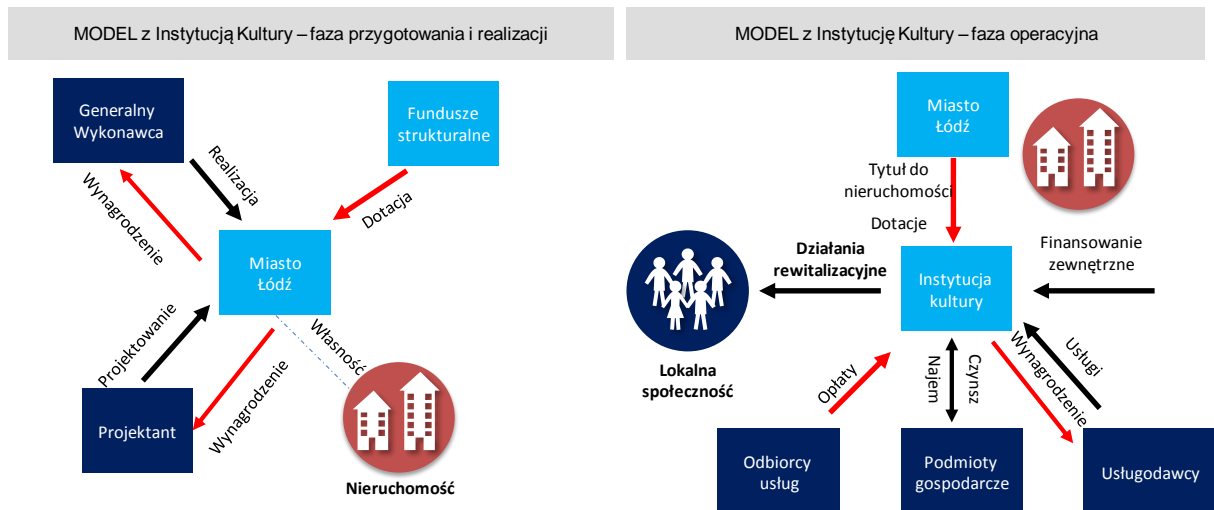 MODEL z Instytucją Kultury – faza przygotowania i realizacji
Generalny
Wykonawca
Fundusze
strukturalne
Realizacja
Wynagrodzenie
Dotacja
Miasto
Łódź
Projektowanie
Własność
Wynagrodzenie
Projektant
Nieruchomość
MODEL z Instytucję Kultury – faza operacyjna
Miasto
Łódź
Tytuł do
nieruchomości
Dotacje
Działania
rewitalizacyjne
Finansowanie
zewnętrzne
Instytucja
kultury
Lokalna
społeczność
Opłaty
Najem
Czynsz
Wynagrodzenie
Usługi
Odbiorcy
usług
Podmioty
gospodarcze
Usługodawcy